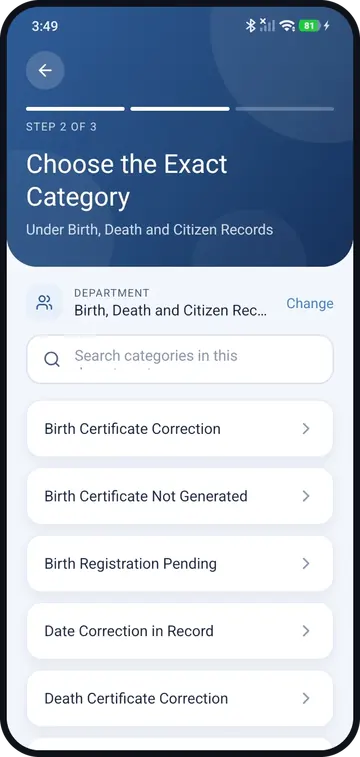 3:49
81
STEP 2 OF 3
Choose the Exact
Category
Under Birth, Death and Citizen Records
DEPARTMENT
Birth, Death and Citizen Rec...
Change
Search categories in this
Birth Certificate Correction
Birth Certificate Not Generated
Birth Registration Pending
Date Correction in Record
Death Certificate Correction